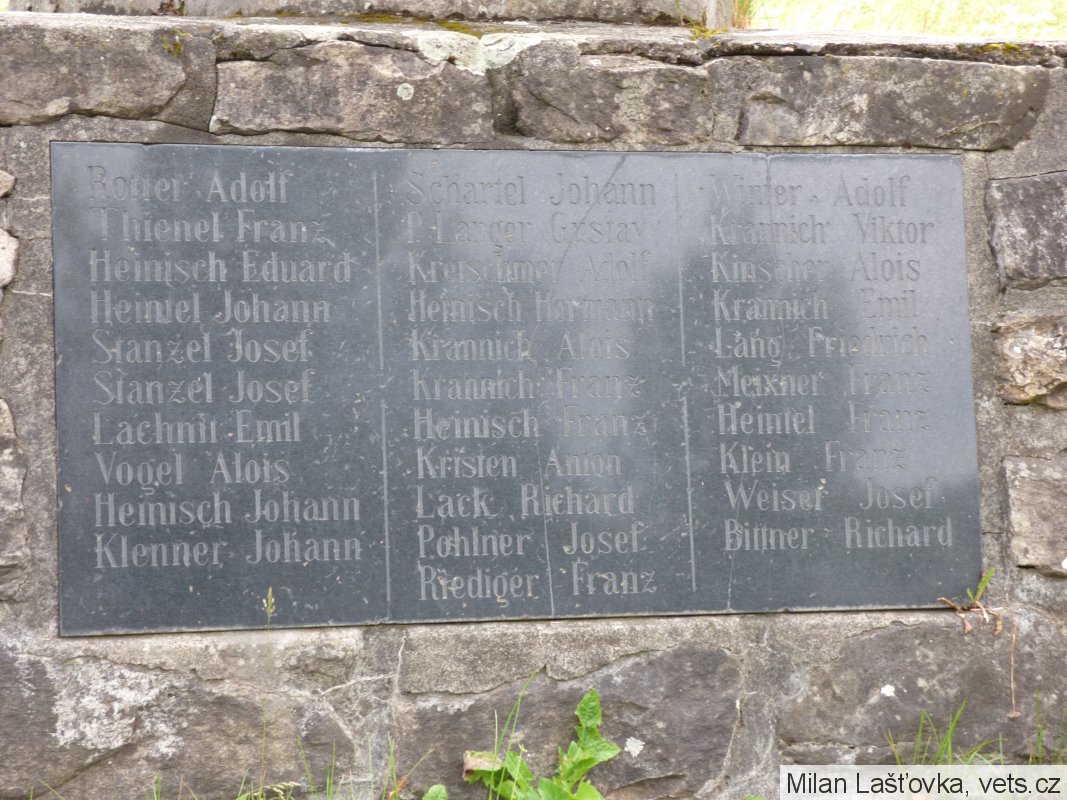 Rotter Adolf
Thienel Franz
Heinisch Eduard
Heintel Johann
Stanzel Josef
Stanzel Josef
Lachnit Emil
Vogel Alois
Heinisch Johann
Klenner Johann
Schartel Johann
P. Langer Gustav
Kretschmer Adolf
Heinisch Hermann
Krannich Alois
Krannich Franz
Heinisch Franz
Kristen Anton
Lack Richard
Pohlner Josef
Riediger Franz
Winter Adolf
Krannich Viktor
Kinscher Alois
Krannich Emil
Lang Friedrich
Meixner Franz
Heintel Franz
Klein Franz
Weiser Josef
Bittner Richard
Milan Lašťovka, vets.cz